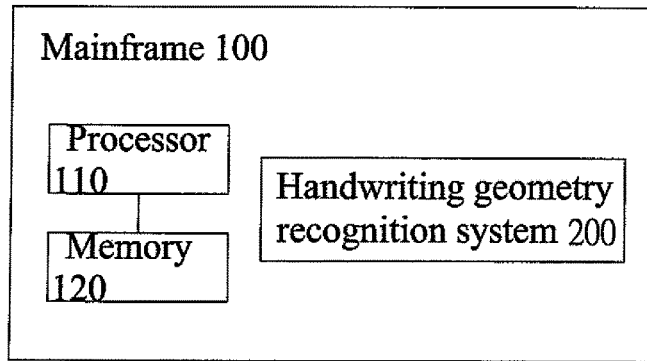 Mainframe 100
Processor
110
Memory
120
Handwriting geometry
recognition system 200